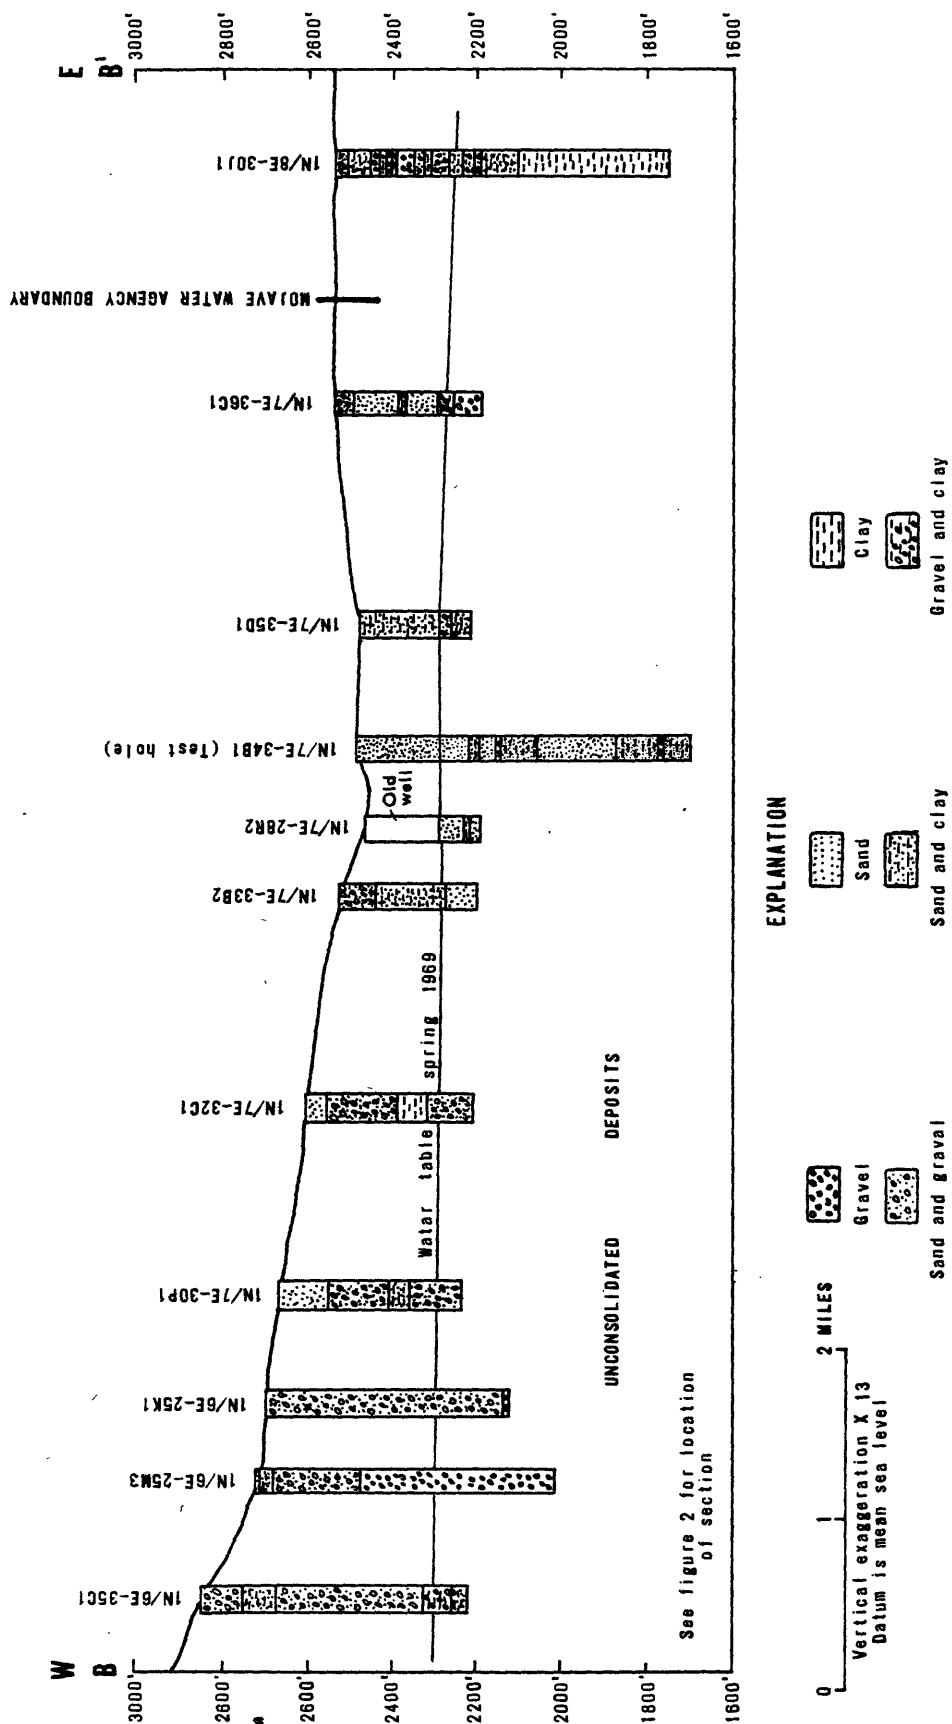 W
B
3000'
2800'
2600'
2400'
2200'
2000'
1800'
1600'
1N/6E-35C1
1N/6E-25M3
1N/6E-25K1
1N/7E-30P1
1N/7E-32C1
1N/7E-33B2
1N/7E-28R2
1N/7E-34B1 (Test hole)
1N/7E-35D1
1N/7E-36C1
MOJAVE WATER AGENCY BOUNDARY
1N/8E-30J1
E
B'
3000'
2800'
2600'
2400'
2200'
2000'
1800'
1600'
Old
well
Water table spring 1969
UNCONSOLIDATED DEPOSITS
See figure 2 for location
of section
0 1 2 MILES
Vertical exaggeration X 13
Datum is mean sea level
EXPLANATION
Gravel
Sand
Clay
Sand and graval
Sand and clay
Gravel and clay